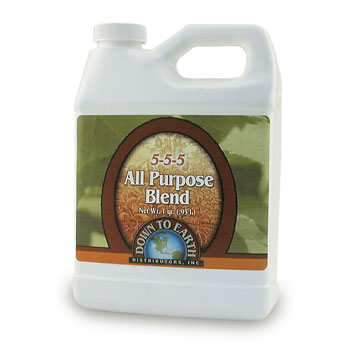 5-5-5
All Purpose
Blend
Net Wt. 1 qt. (.95 L)
DOWN TO EARTH
DISTRIBUTORS, INC.